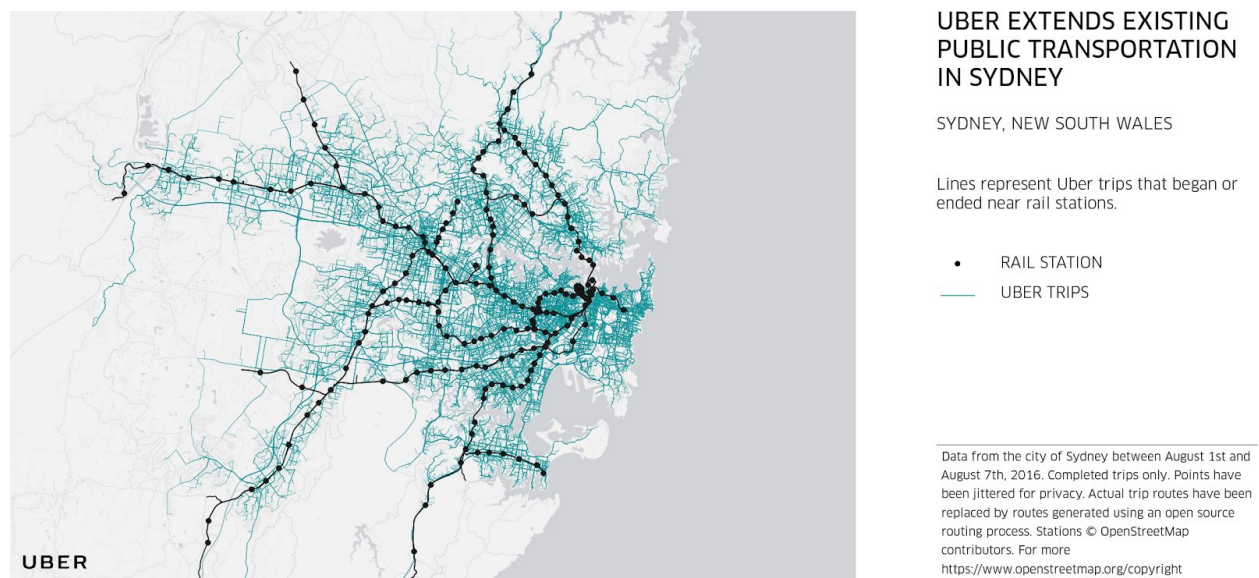 UBER EXTENDS EXISTING
PUBLIC TRANSPORTATION
IN SYDNEY
SYDNEY, NEW SOUTH WALES
Lines represent Uber trips that began or
ended near rail stations.
RAIL STATION
UBER TRIPS
Data from the city of Sydney between August 1st and
August 7th, 2016. Completed trips only. Points have
been jittered for privacy. Actual trip routes have been
replaced by routes generated using an open source
routing process. Stations © OpenStreetMap
contributors. For more
https://www.openstreetmap.org/copyright
UBER